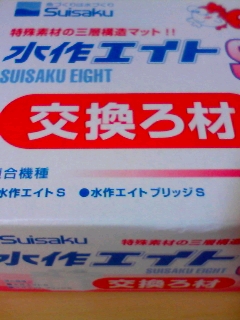 Suisaku
特殊素材の三層構造マット!!
水作エイト S
SUISAKU EIGHT
交換ろ材
適合機種
水作エイトS ●水作エイトブリッジS
Suisaku
特殊素材の三層構造
水作エイト
SUISAKU EIGHT
交換ろ材